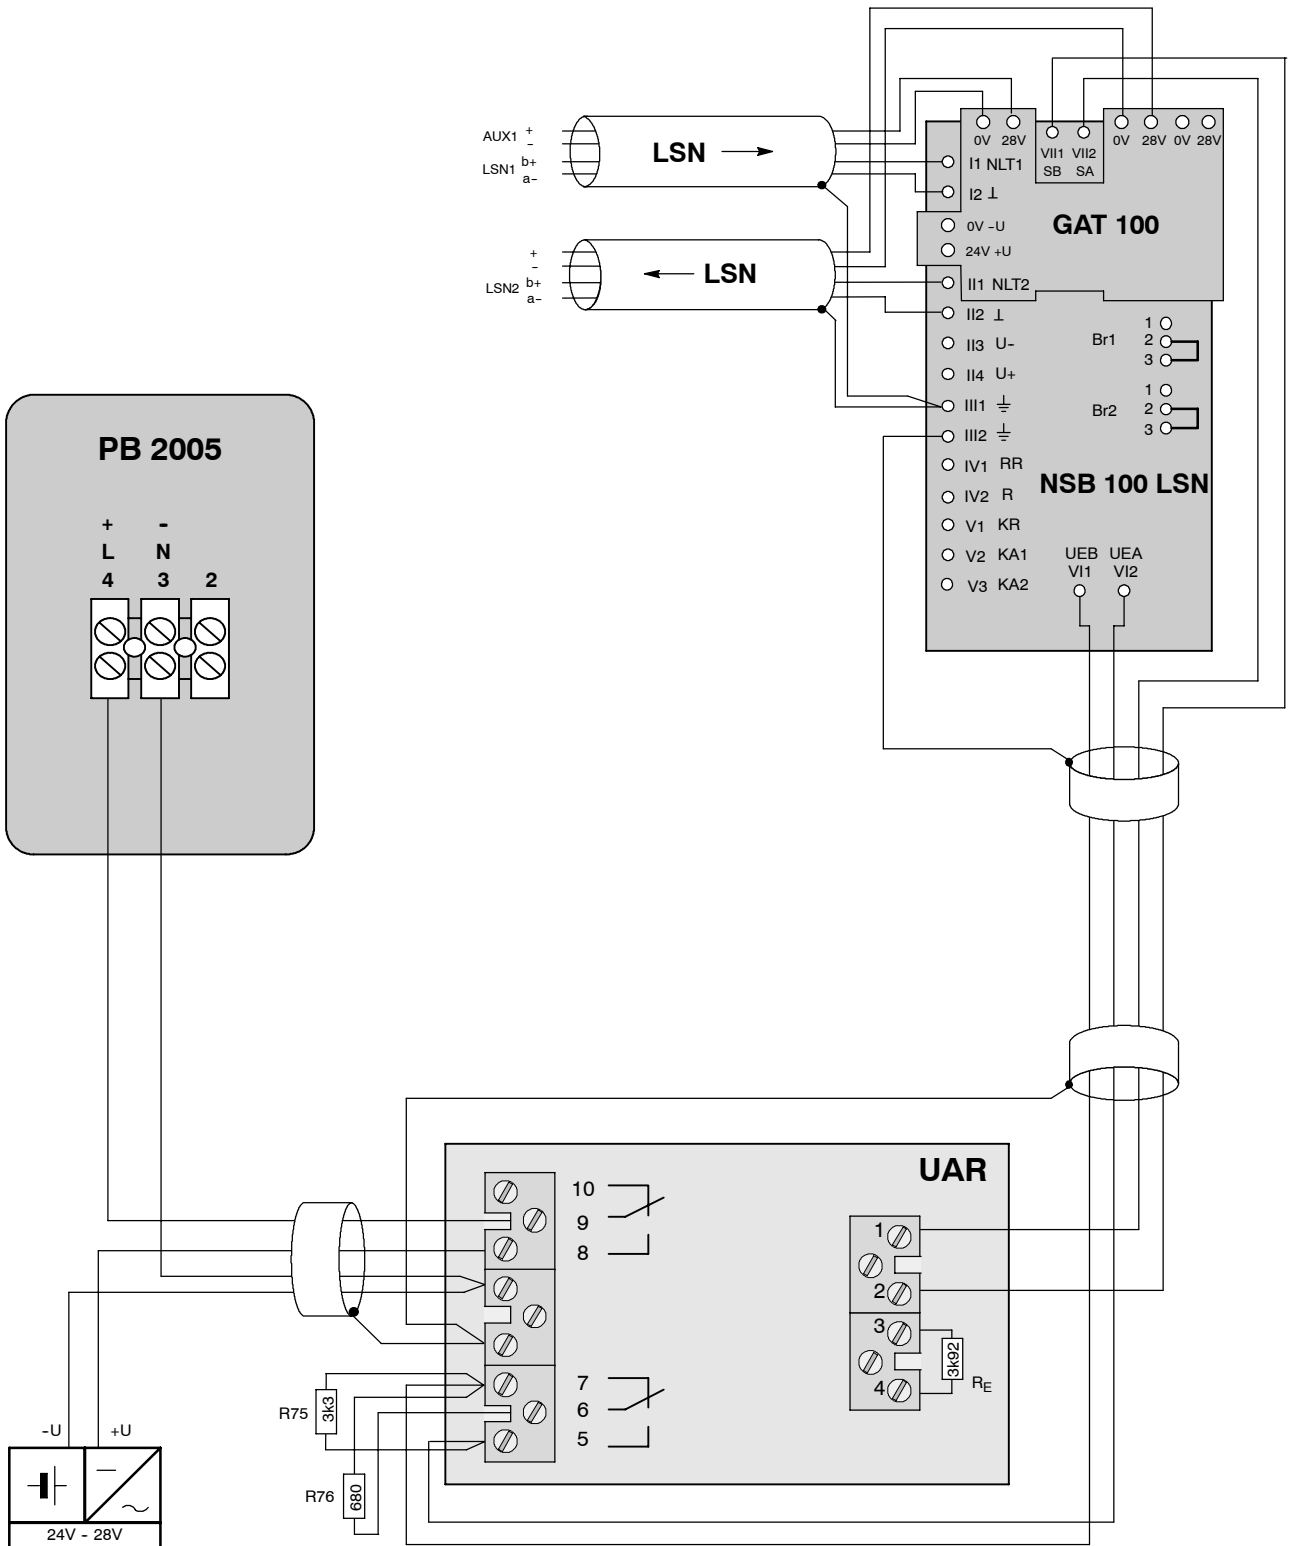 AUX1 + -
LSN1 b+ a-
LSN →
LSN2 + - b+ a-
← LSN
0V 28V
VII1 VII2
SB SA
0V 28V 0V 28V
I1 NLT1
I2 ⊥
0V -U
24V +U
GAT 100
II1 NLT2
II2 ⊥
II3 U-
II4 U+
III1 ⏚
III2 ⏚
IV1 RR
IV2 R
V1 KR
V2 KA1
V3 KA2
Br1 1 2 3
Br2 1 2 3
NSB 100 LSN
UEB UEA
VI1 VI2
PB 2005
+ -
L N
4 3 2
UAR
10
9
8
7
6
5
1
2
3
4
3k92
RE
R75 3k3
R76 680
-U +U
24V - 28V